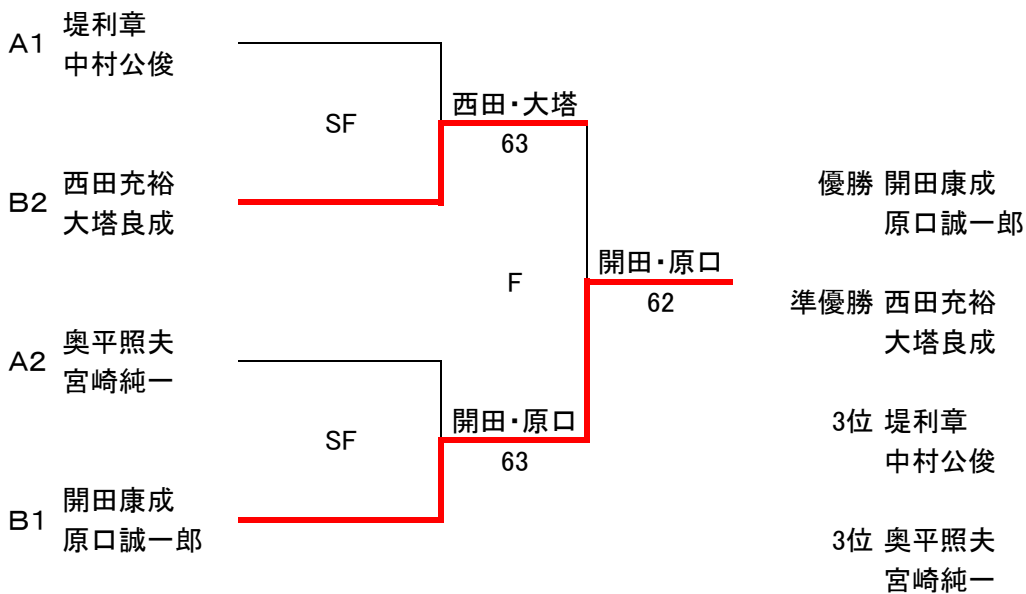 A1 堤利章
中村公俊
SF
西田・大塔
63
B2 西田充裕
大塔良成
F
開田・原口
62
A2 奥平照夫
宮崎純一
SF
開田・原口
63
B1 開田康成
原口誠一郎
優勝 開田康成
原口誠一郎
準優勝 西田充裕
大塔良成
3位 堤利章
中村公俊
3位 奥平照夫
宮崎純一